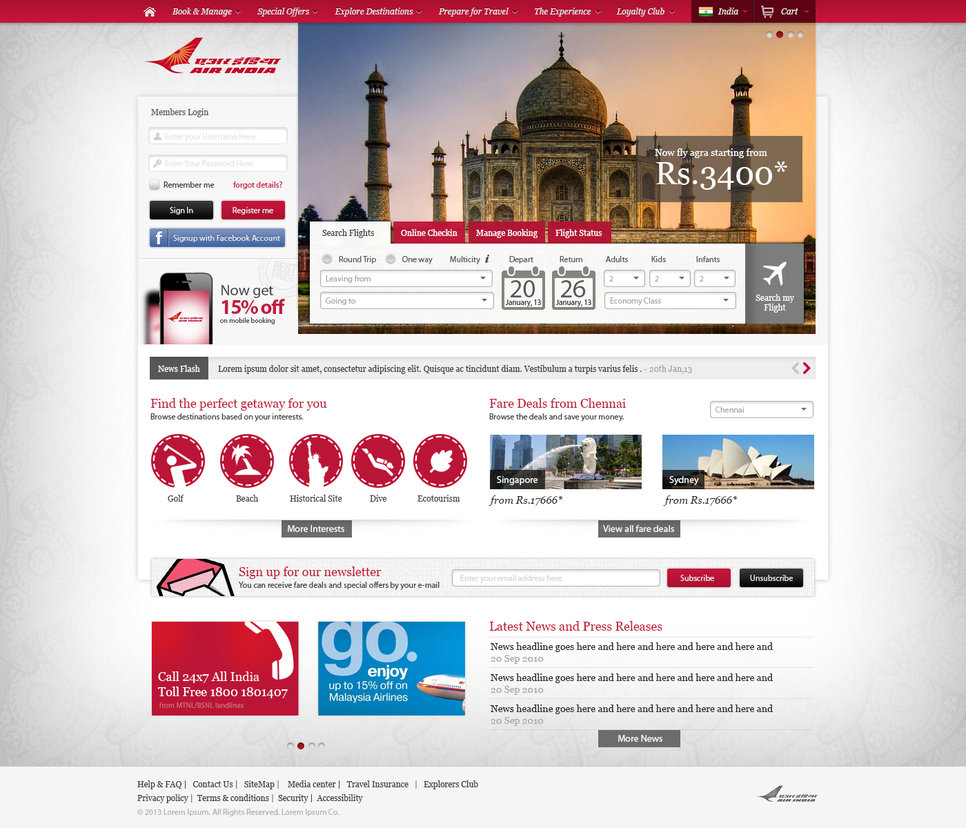 Book & Manage Special Offers Explore Destinations Prepare for Travel The Experience Loyalty Club India Cart
एअर इंडिया
AIR INDIA
Members Login
Enter your Username Here
Enter Your Password Here
Remember me forgot details?
Sign In Register me
f Signup with Facebook Account
Now get
15% off
on mobile booking
AIR INDIA
Now fly agra starting from
Rs.3400*
Search Flights Online Checkin Manage Booking Flight Status
Round Trip One way Multicity i Depart Return Adults Kids Infants
Leaving from 20 26 2 2 2
Going to January, 13 January, 13 Economy Class
Search my
Flight
News Flash Lorem ipsum dolor sit amet, consectetur adipiscing elit. Quisque ac tincidunt diam. Vestibulum a turpis varius felis . - 20th Jan,13
Find the perfect getaway for you
Browse destinations based on your interests.
Golf Beach Historical Site Dive Ecotourism
More Interests
Fare Deals from Chennai
Browse the deals and save your money.
Chennai
Singapore Sydney
from Rs.17666* from Rs.17666*
View all fare deals
Sign up for our newsletter
You can receive fare deals and special offers by your e-mail
Enter your email address here
Subscribe Unsubscribe
Call 24x7 All India
Toll Free 1800 1801407
from MTNL/BSNL landlines
go.
enjoy
up to 15% off on
Malaysia Airlines
Latest News and Press Releases
News headline goes here and here and here and here and here and
20 Sep 2010
News headline goes here and here and here and here and here and
20 Sep 2010
News headline goes here and here and here and here and here and
20 Sep 2010
More News
Help & FAQ | Contact Us | SiteMap | Media center | Travel Insurance | Explorers Club
Privacy policy | Terms & conditions | Security | Accessibility
© 2013 Lorem Ipsum. All Rights Reserved. Lorem Ipsum Co.
एअर इंडिया
AIR INDIA